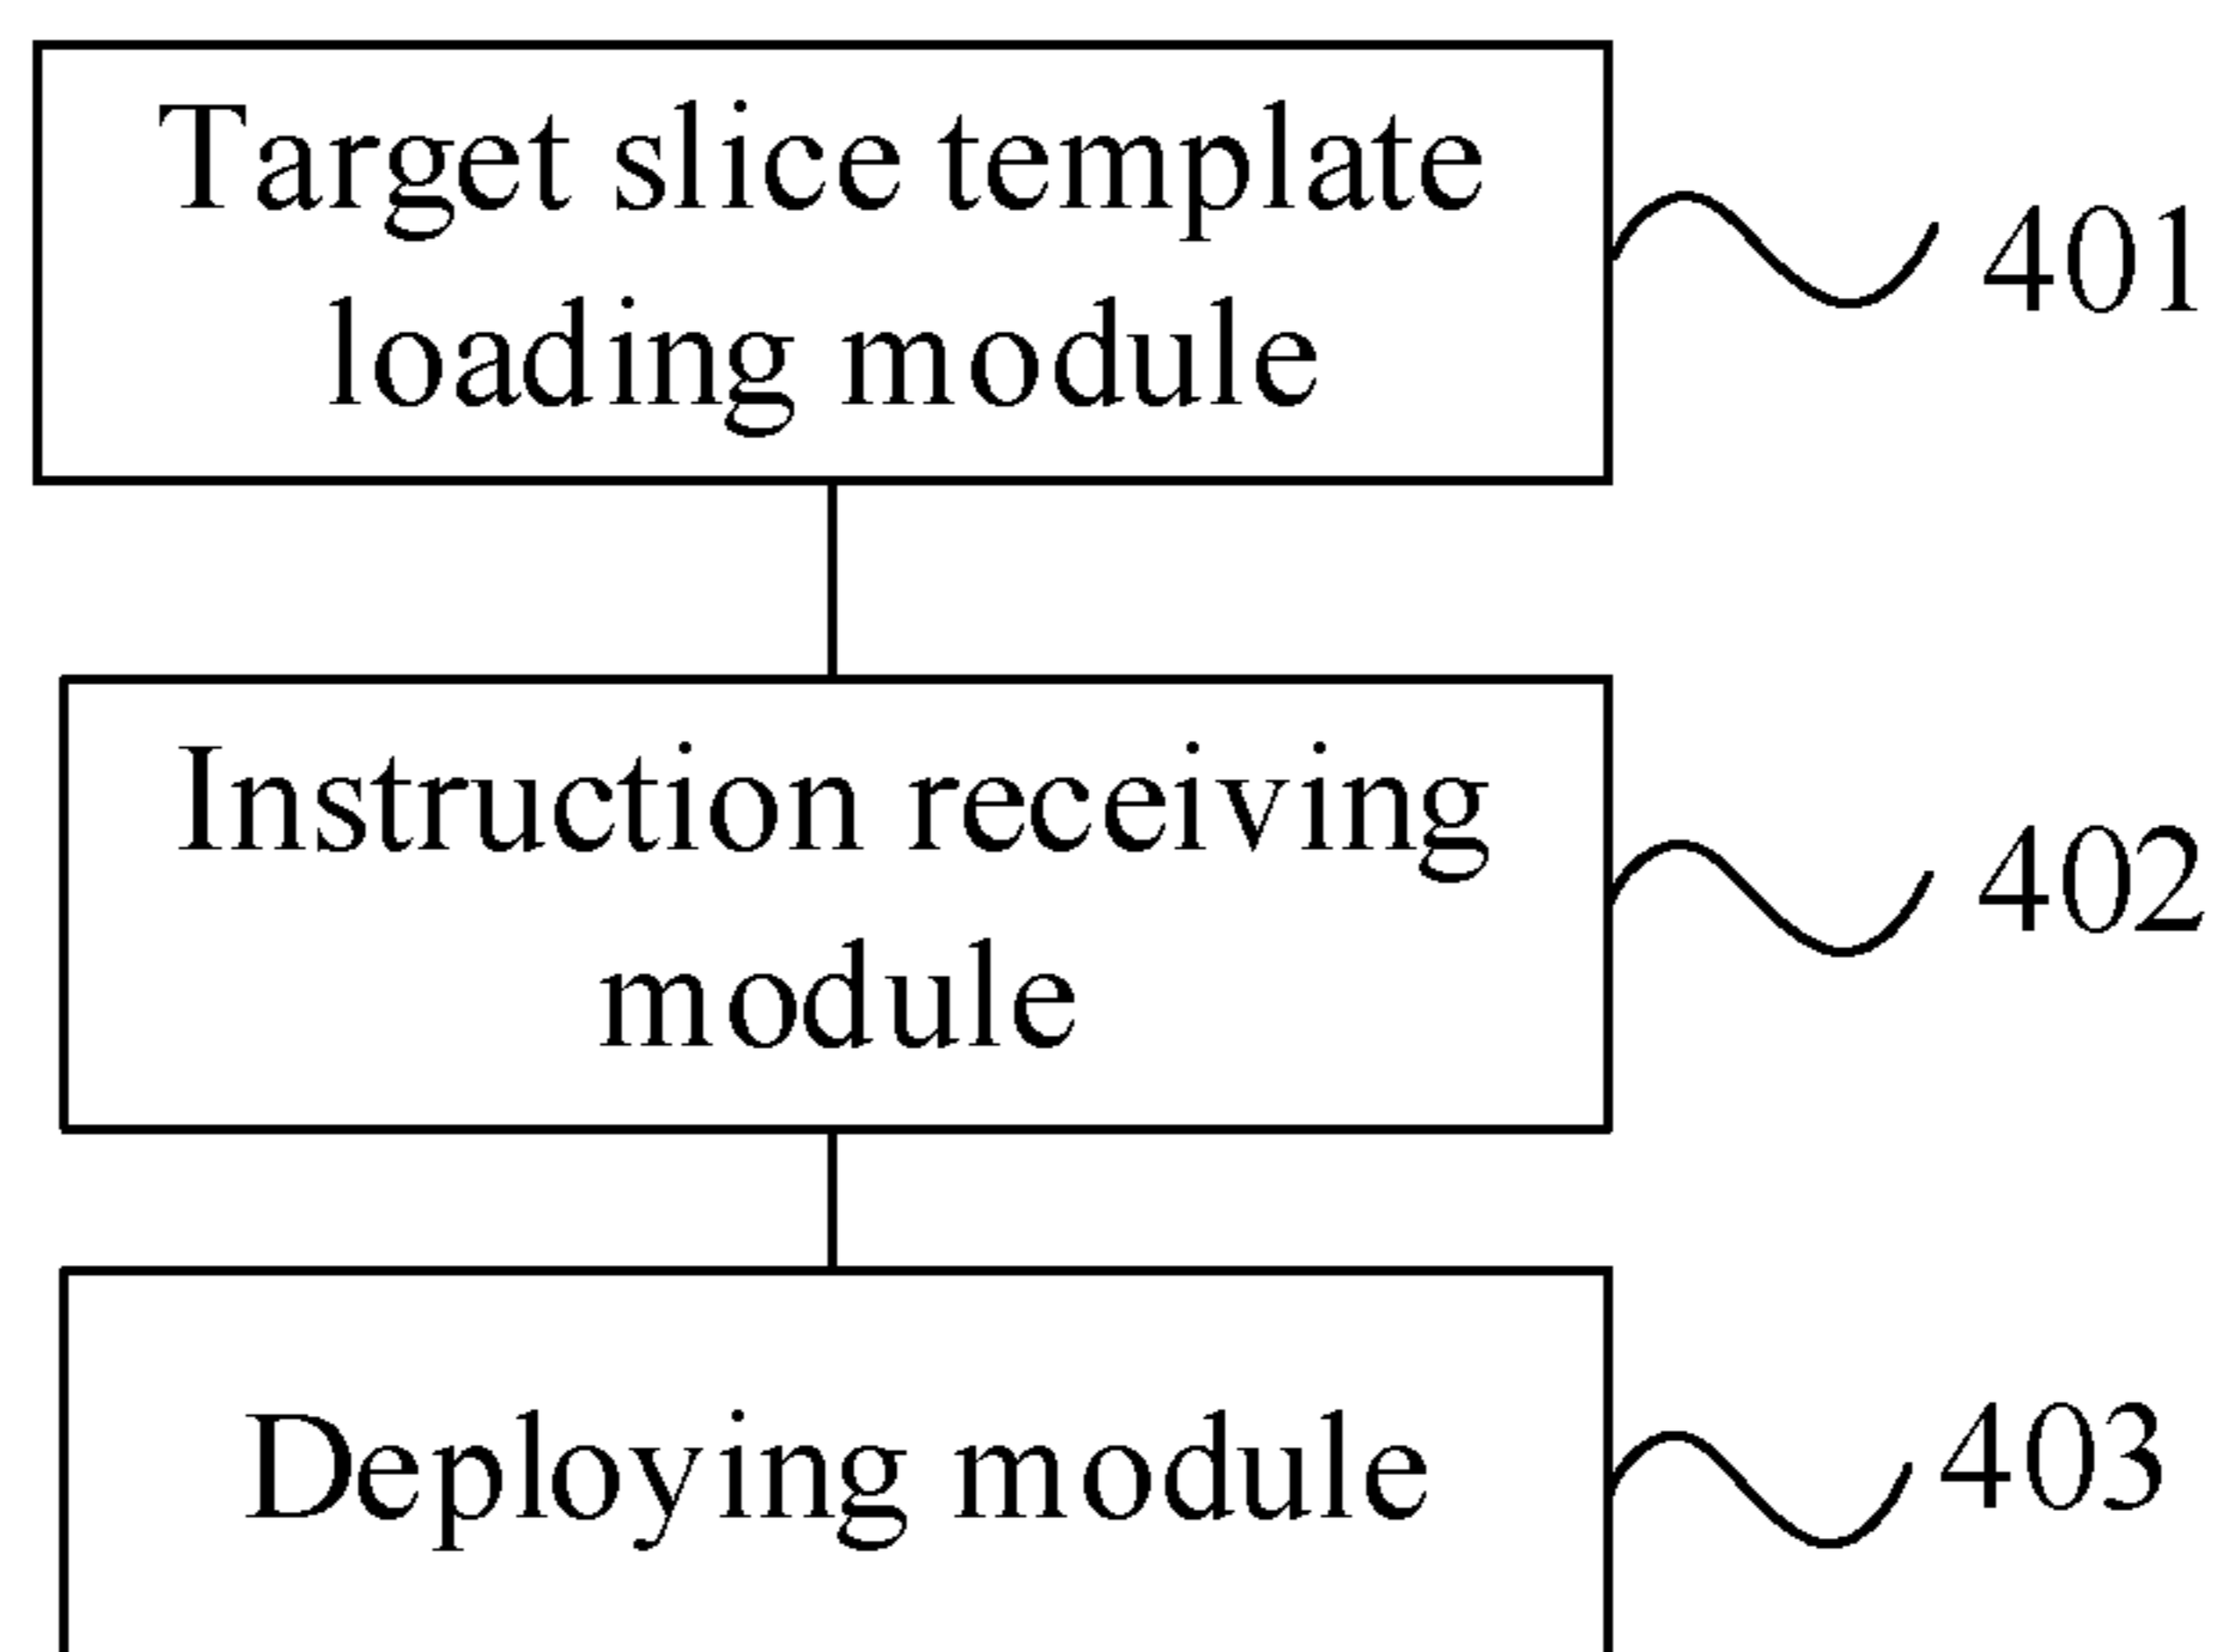 Target slice template
loading module
401
Instruction receiving
module
402
Deploying module
403